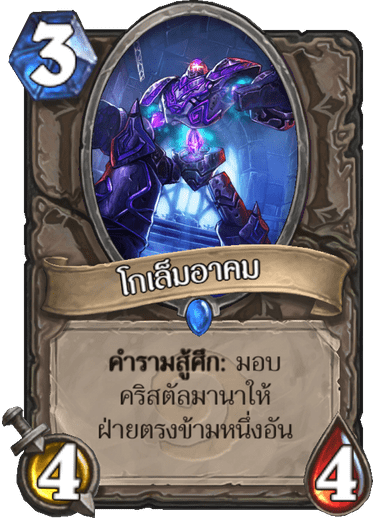 3
โกเล็มอาคม
คำรามสู้ศึก: มอบ
คริสตัลมานาให้
ฝ่ายตรงข้ามหนึ่งอัน
4
4